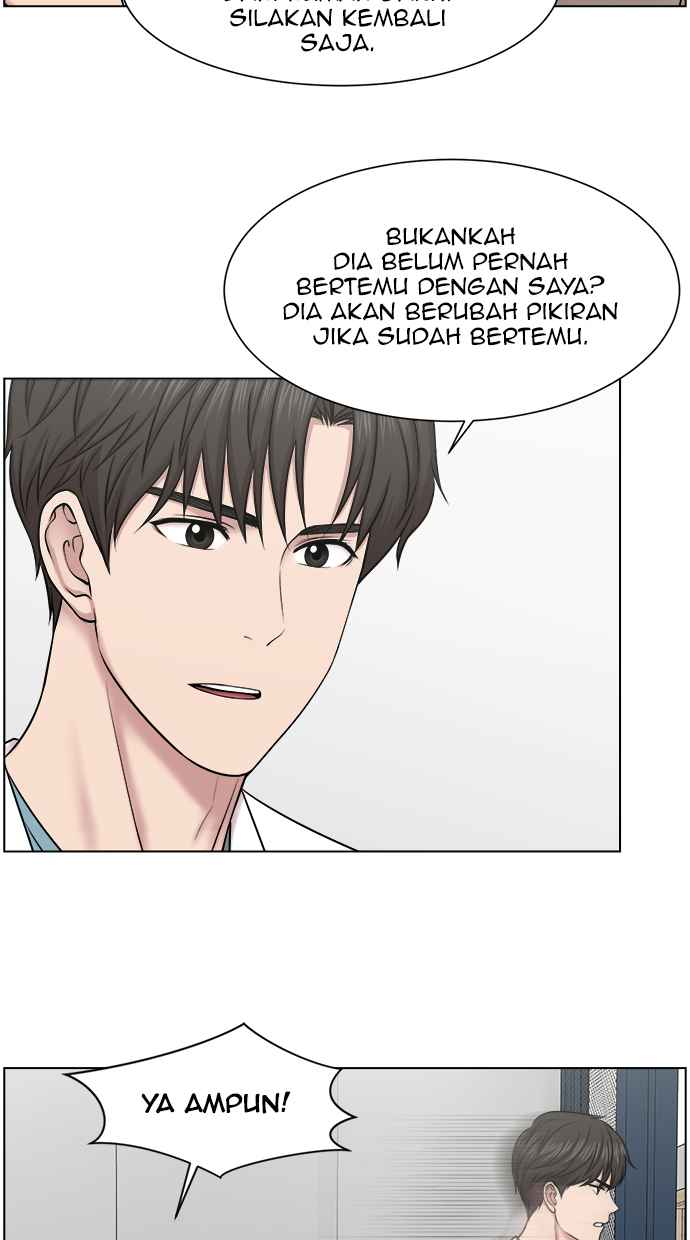 SILAKAN KEMBALI
SAJA.
BUKANKAH
DIA BELUM PERNAH
BERTEMU DENGAN SAYA?
DIA AKAN BERUBAH PIKIRAN
JIKA SUDAH BERTEMU.
YA AMPUN!